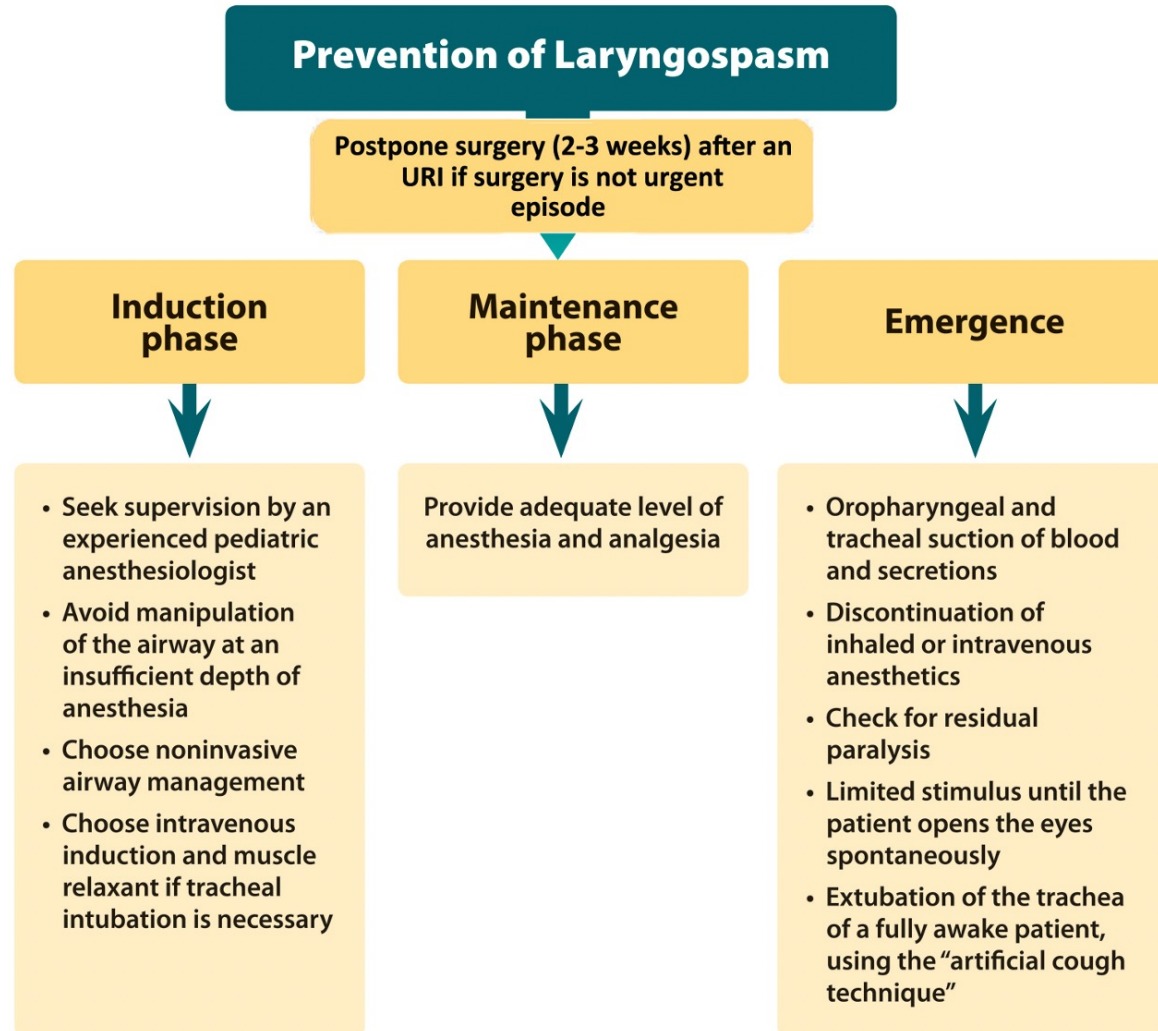 Prevention of Laryngospasm
Postpone surgery (2-3 weeks) after an
URI if surgery is not urgent
episode
Induction
phase
• Seek supervision by an
experienced pediatric
anesthesiologist
• Avoid manipulation
of the airway at an
insufficient depth of
anesthesia
• Choose noninvasive
airway management
• Choose intravenous
induction and muscle
relaxant if tracheal
intubation is necessary
Maintenance
phase
Provide adequate level of
anesthesia and analgesia
Emergence
• Oropharyngeal and
tracheal suction of blood
and secretions
• Discontinuation of
inhaled or intravenous
anesthetics
• Check for residual
paralysis
• Limited stimulus until the
patient opens the eyes
spontaneously
• Extubation of the trachea
of a fully awake patient,
using the “artificial cough
technique”